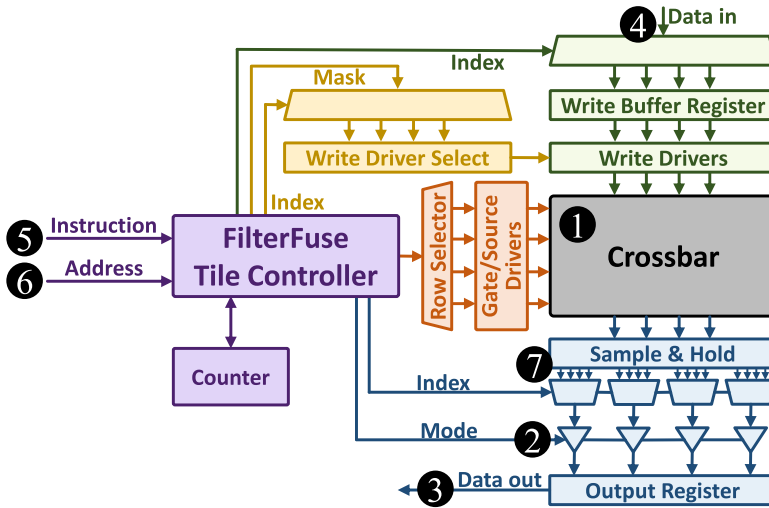 4
Data in
Index
Mask
Write Buffer Register
Write Driver Select
Write Drivers
Index
5
Instruction
6
Address
FilterFuse
Tile Controller
Row Selector
Gate/Source
Drivers
1
Crossbar
Counter
7
Sample & Hold
Index
Mode
2
3
Data out
Output Register